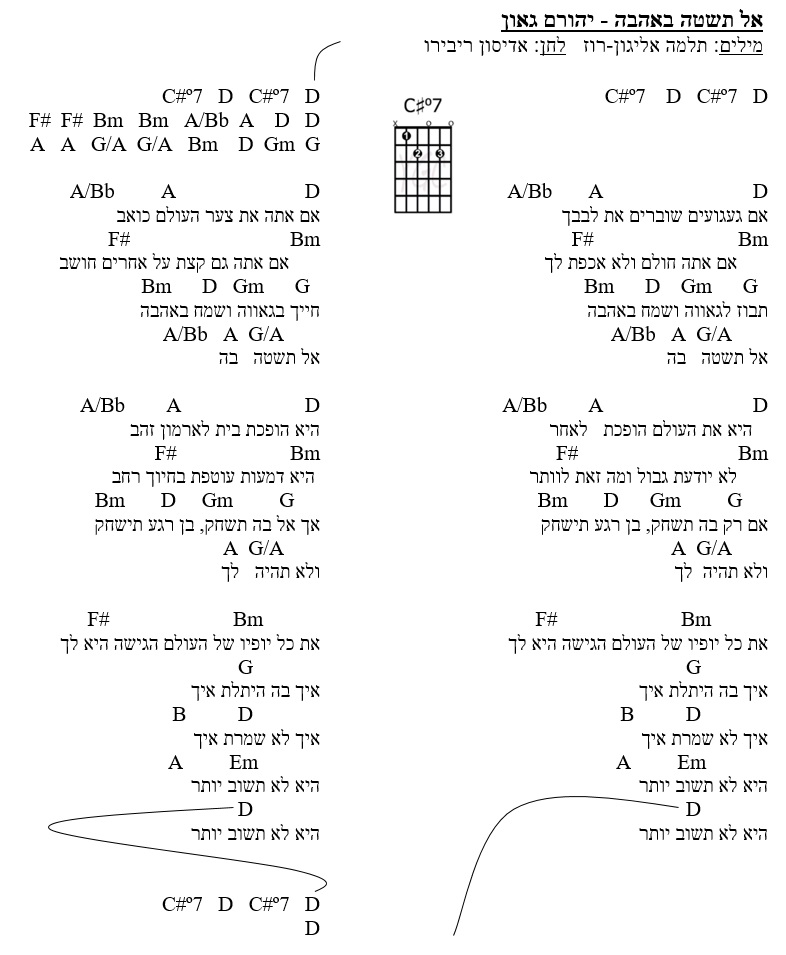 אל תשטה באהבה - יהורם גאון
מילים: תלמה אליגון-רוז לחן: אדיסון ריבירו
D C#º7 D C#º7
C#º7
x o o
1
2 3
D A A/Bb
אם געגועים שוברים את לבבך
Bm F#
אם אתה חולם ולא אכפת לך
G Gm D Bm
תבוז לגאווה ושמח באהבה
G/A A A/Bb
אל תשטה בה
D A A/Bb
היא את העולם הופכת לאחר
Bm F#
לא יודעת גבול ומה זאת לוותר
G Gm D Bm
אם רק בה תשחק, בן רגע תישחק
G/A A
ולא תהיה לך
Bm F#
את כל יופיו של העולם הגישה היא לך
G
איך בה היתלת איך
D B
איך לא שמרת איך
Em A
היא לא תשוב יותר
D
היא לא תשוב יותר
D C#º7 D C#º7
D D A A/Bb Bm Bm F# F#
G Gm D Bm G/A G/A A A
D A A/Bb
אם אתה את צער העולם כואב
Bm F#
אם אתה גם קצת על אחרים חושב
G Gm D Bm
חייך בגאווה ושמח באהבה
G/A A A/Bb
אל תשטה בה
D A A/Bb
היא הופכת בית לארמון זהב
Bm F#
היא דמעות עוטפת בחיוך רחב
G Gm D Bm
אך אל בה תשחק, בן רגע תישחק
G/A A
ולא תהיה לך
Bm F#
את כל יופיו של העולם הגישה היא לך
G
איך בה היתלת איך
D B
איך לא שמרת איך
Em A
היא לא תשוב יותר
D
היא לא תשוב יותר
D C#º7 D C#º7
D